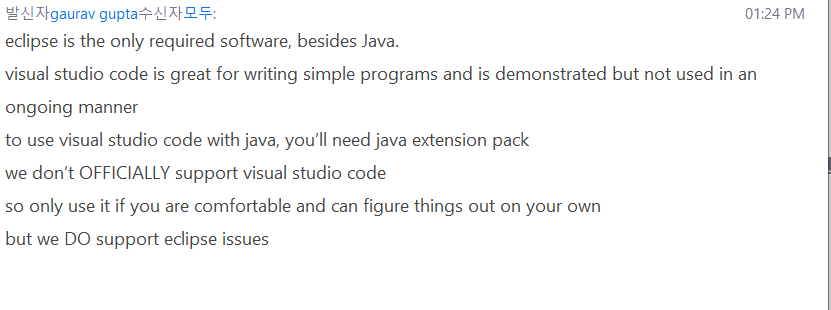 발신자gaurav gupta수신자모두: 01:24 PM
eclipse is the only required software, besides Java.
visual studio code is great for writing simple programs and is demonstrated but not used in an
ongoing manner
to use visual studio code with java, you’ll need java extension pack
we don’t OFFICIALLY support visual studio code
so only use it if you are comfortable and can figure things out on your own
but we DO support eclipse issues